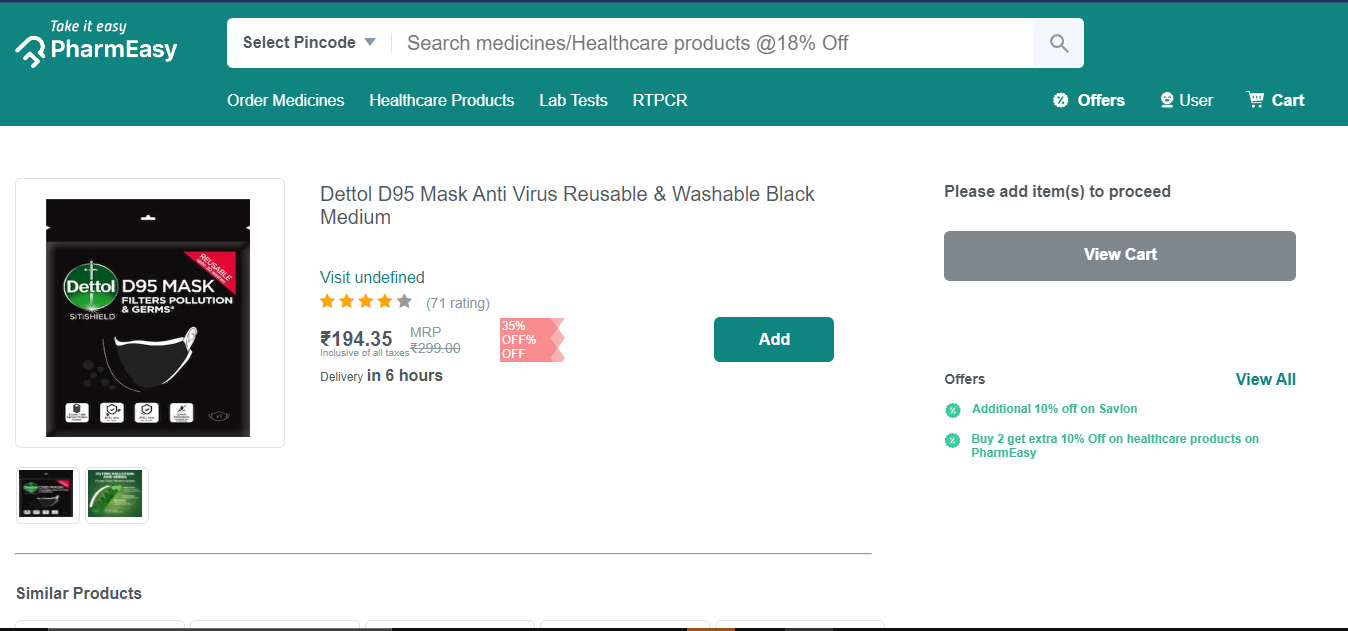 Take it easy
PharmEasy
Select Pincode
Search medicines/Healthcare products @18% Off
Order Medicines
Healthcare Products
Lab Tests
RTPCR
Offers
User
Cart
REUSABLE
Dettol
SITISHIELD
D95 MASK
FILTERS POLLUTION
& GERMS*
Dettol D95 Mask Anti Virus Reusable & Washable Black
Medium
Visit undefined
(71 rating)
₹194.35
MRP
₹299.00
Inclusive of all taxes
35%
OFF%
OFF
Add
Delivery in 6 hours
Please add item(s) to proceed
View Cart
Offers
View All
Additional 10% off on Savlon
Buy 2 get extra 10% Off on healthcare products on
PharmEasy
Similar Products